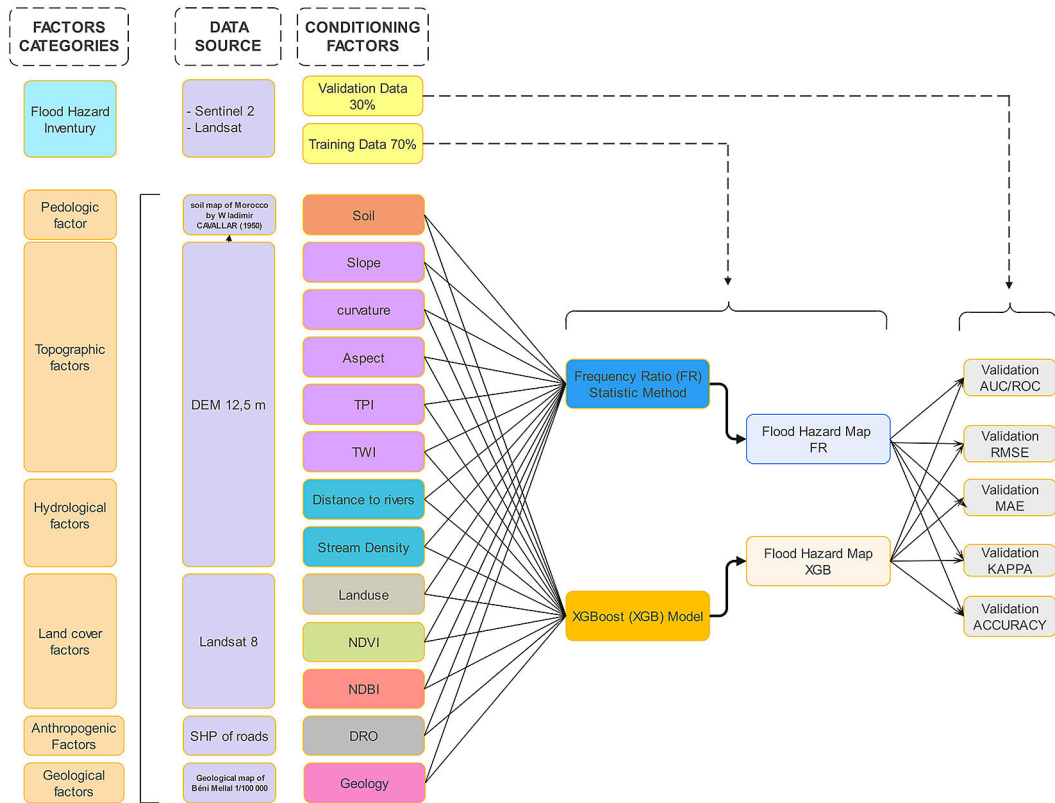 FACTORS
CATEGORIES
DATA
SOURCE
CONDITIONING
FACTORS
Flood Hazard
Inventory
- Sentinel 2
- Landsat
Validation Data
30%
Training Data 70%
Pedologic
factor
soil map of Morocco
by W ladimir
CAVALLAR (1950)
Soil
Topographic
factors
DEM 12,5 m
Slope
curvature
Aspect
TPI
TWI
Hydrological
factors
Distance to rivers
Stream Density
Land cover
factors
Landsat 8
Landuse
NDVI
NDBI
Anthropogenic
Factors
SHP of roads
DRO
Geological
factors
Geological map of
Béni Mellal 1/100 000
Geology
Frequency Ratio (FR)
Statistic Method
XGBoost (XGB) Model
Flood Hazard Map
FR
Flood Hazard Map
XGB
Validation
AUC/ROC
Validation
RMSE
Validation
MAE
Validation
KAPPA
Validation
ACCURACY